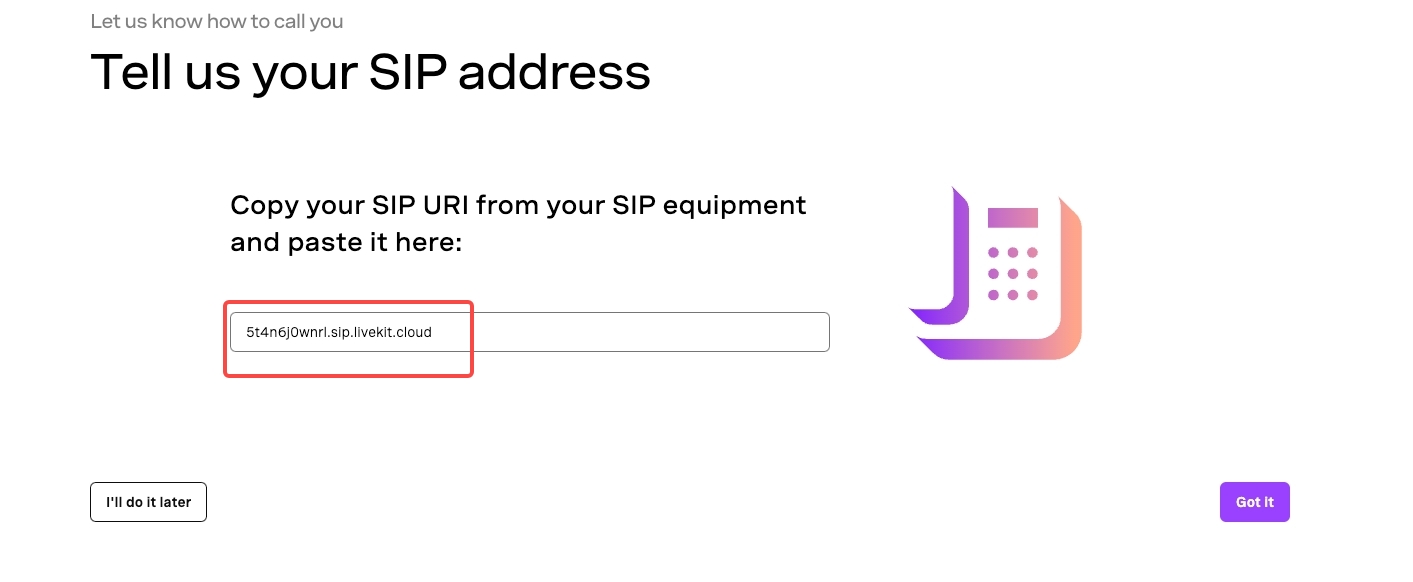 Let us know how to call you
Tell us your SIP address
Copy your SIP URI from your SIP equipment
and paste it here:
5t4n6j0wnrl.sip.livekit.cloud
I'll do it later
Got it